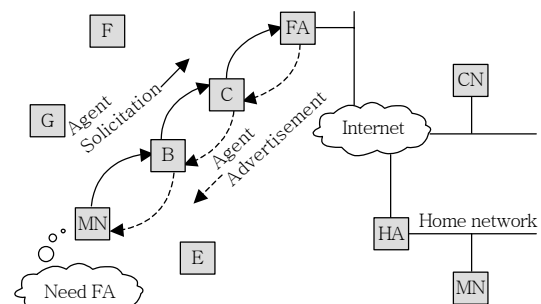 F
FA
CN
C
G
Agent
Solicitation
Agent
Advertisement
Internet
B
MN
HA
Home network
E
Need FA
MN